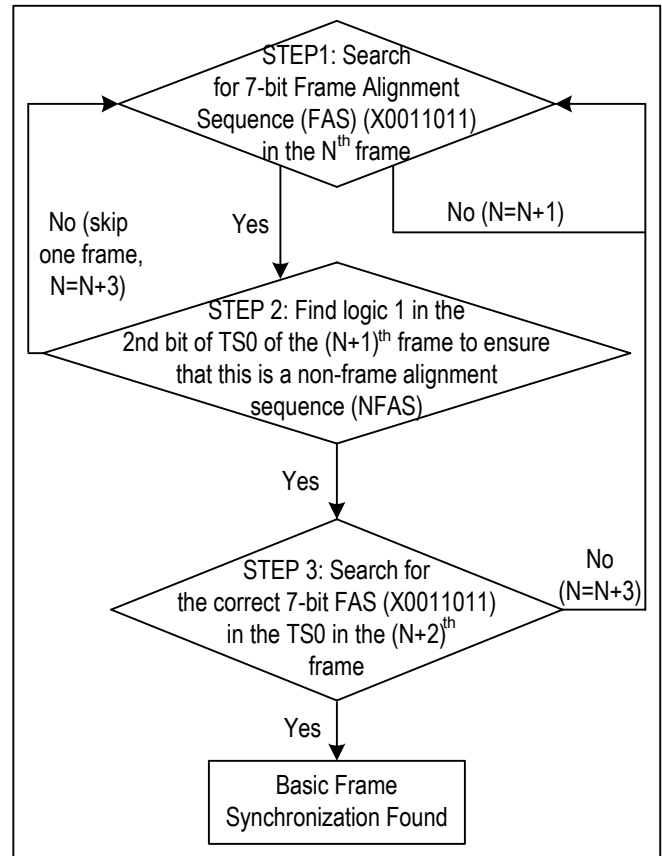 STEP1: Search
for 7-bit Frame Alignment
Sequence (FAS) (X0011011)
in the Nth frame
No (skip
one frame,
N=N+3)
Yes
No (N=N+1)
STEP 2: Find logic 1 in the
2nd bit of TS0 of the (N+1)th frame to ensure
that this is a non-frame alignment
sequence (NFAS)
Yes
STEP 3: Search for
the correct 7-bit FAS (X0011011)
in the TS0 in the (N+2)th
frame
No
(N=N+3)
Yes
Basic Frame
Synchronization Found